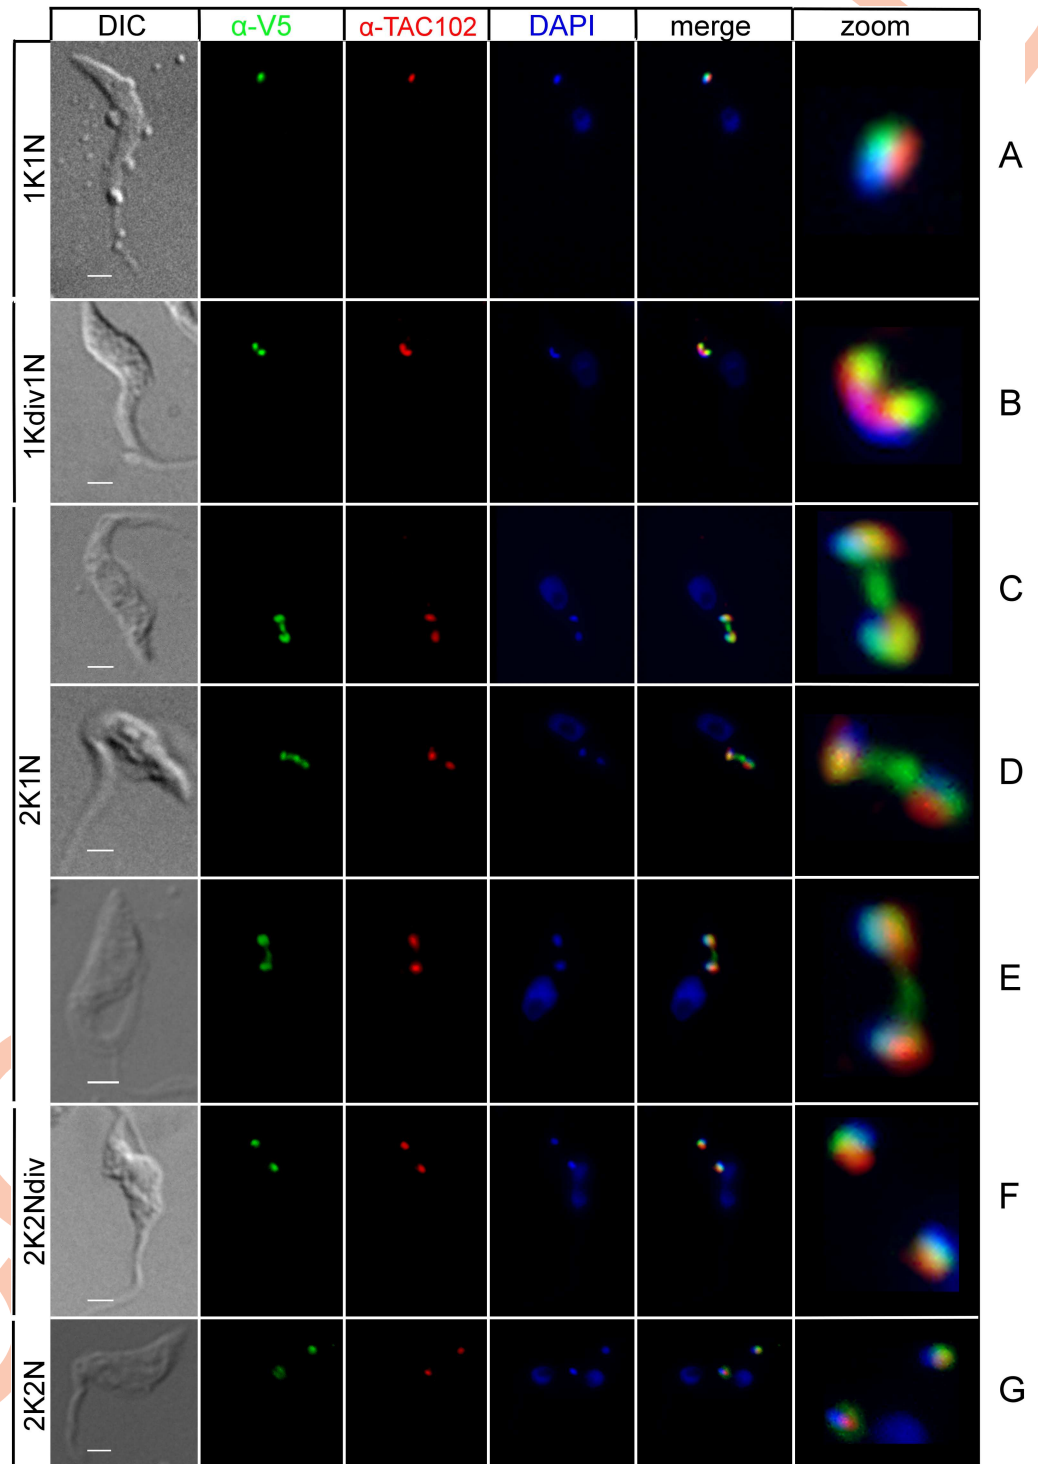 DIC α-V5 α-TAC102 DAPI merge zoom
1K1N A
1Kdiv1N B
C
2K1N D
E
2K2Ndiv F
2K2N G